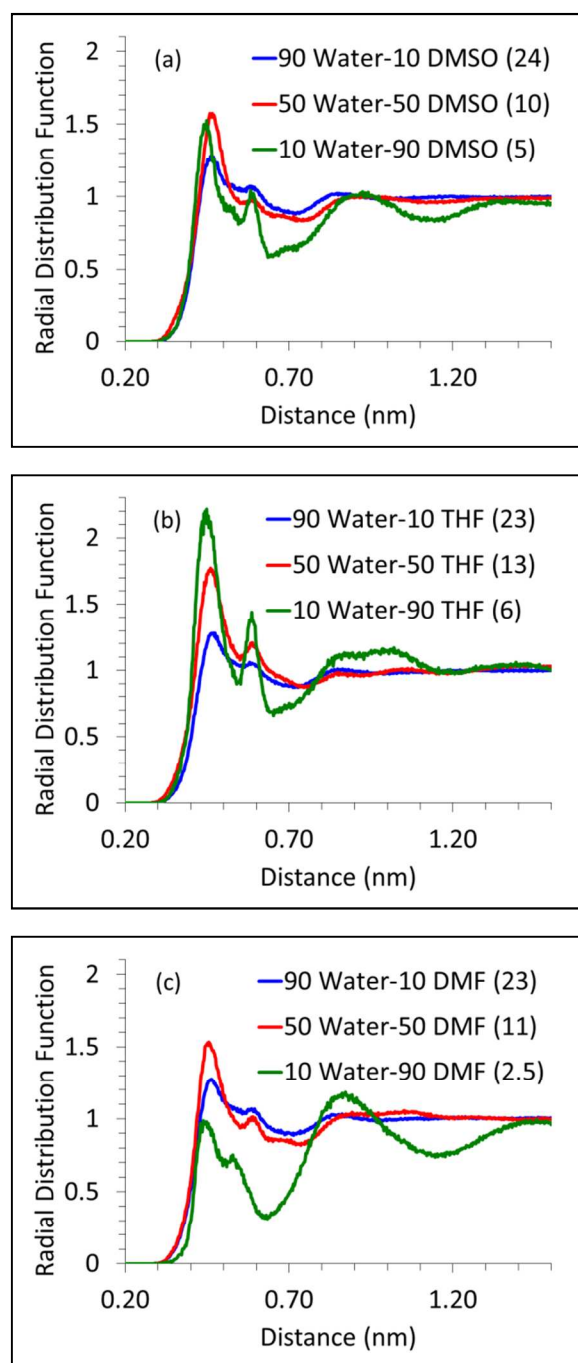 (a)
90 Water-10 DMSO (24)
50 Water-50 DMSO (10)
10 Water-90 DMSO (5)
Radial Distribution Function
2
1.5
1
0.5
0
0.20 0.70 1.20
Distance (nm)
(b)
90 Water-10 THF (23)
50 Water-50 THF (13)
10 Water-90 THF (6)
Radial Distribution Function
2
1.5
1
0.5
0
0.20 0.70 1.20
Distance (nm)
(c)
90 Water-10 DMF (23)
50 Water-50 DMF (11)
10 Water-90 DMF (2.5)
Radial Distribution Function
2
1.5
1
0.5
0
0.20 0.70 1.20
Distance (nm)